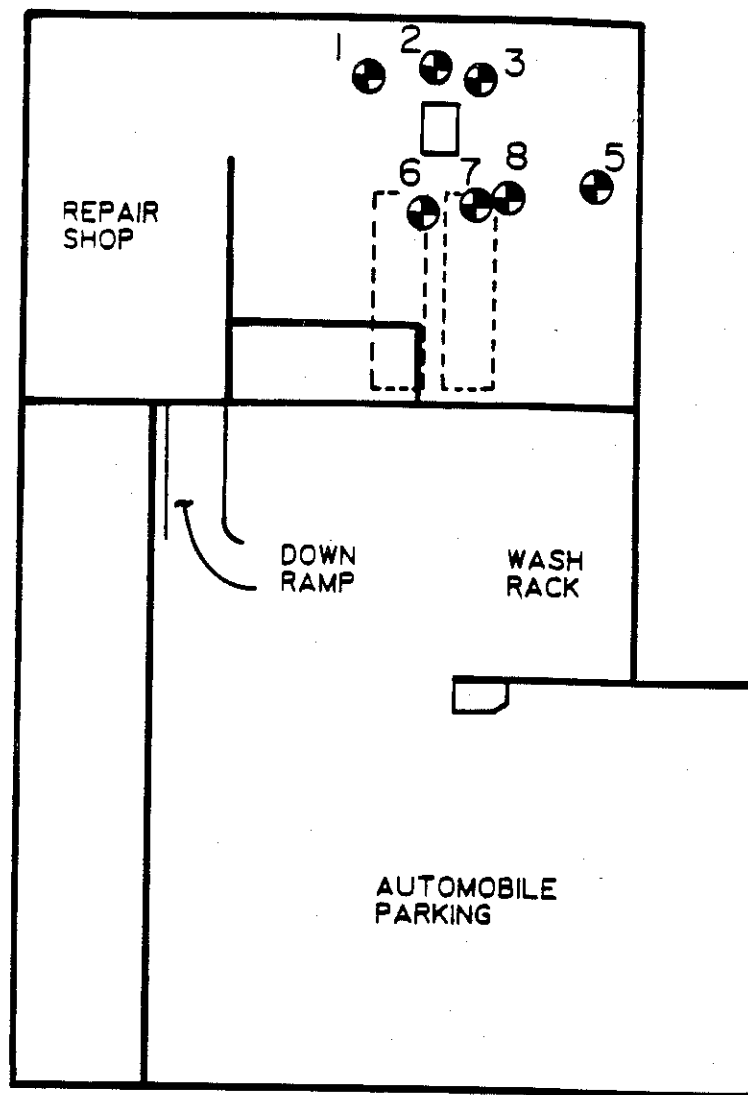 1
2
3
8
5
6
7
REPAIR
SHOP
DOWN
RAMP
WASH
RACK
AUTOMOBILE
PARKING